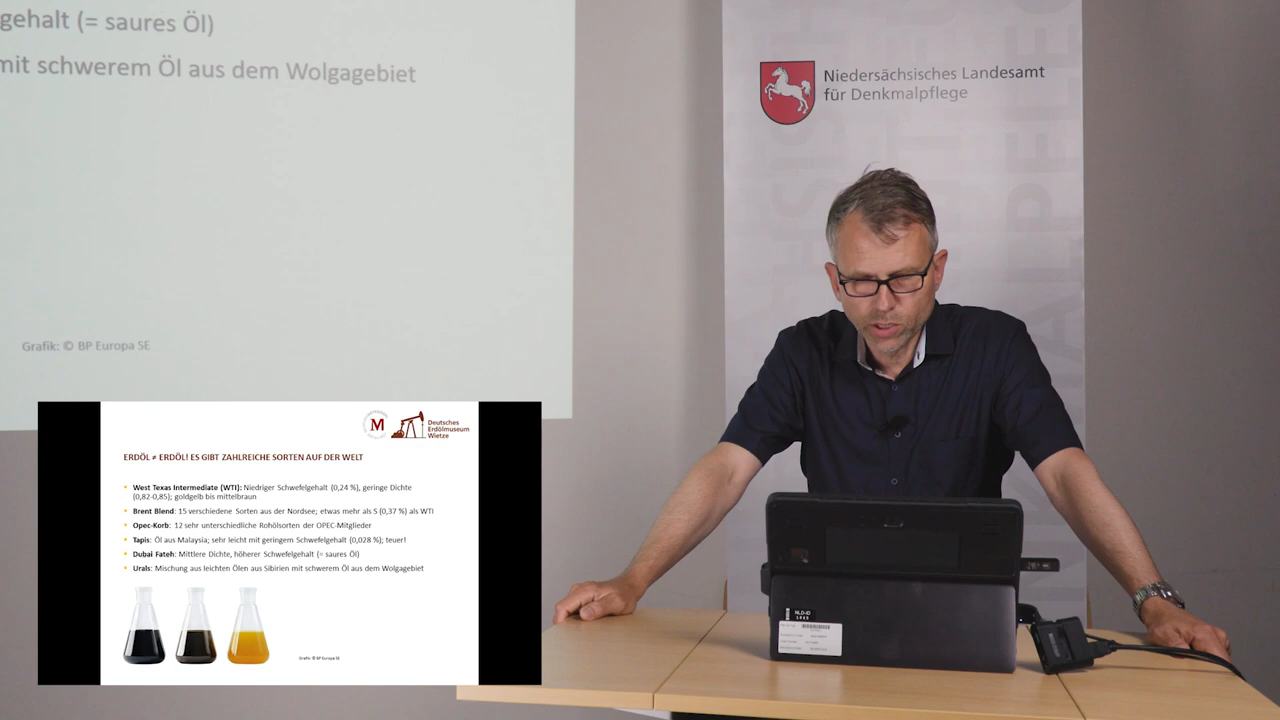 gehalt (= saures Öl)
mit schwerem Öl aus dem Wolgagebiet
Grafik: © BP Europa SE
Niedersächsisches Landesamt
für Denkmalpflege
M
Deutsches
Erdölmuseum
Wietze
ERDÖL ≠ ERDÖL! ES GIBT ZAHLREICHE SORTEN AUF DER WELT
• West Texas Intermediate (WTI): Niedriger Schwefelgehalt (0,24 %), geringe Dichte
(0,82-0,85); goldgelb bis mittelbraun
• Brent Blend: 15 verschiedene Sorten aus der Nordsee; etwas mehr als S (0,37 %) als WTI
• Opec-Korb: 12 sehr unterschiedliche Rohölsorten der OPEC-Mitglieder
• Tapis: Öl aus Malaysia; sehr leicht mit geringem Schwefelgehalt (0,028 %); teuer!
• Dubai Fateh: Mittlere Dichte, höherer Schwefelgehalt (= saures Öl)
• Urals: Mischung aus leichten Ölen aus Sibirien mit schwerem Öl aus dem Wolgagebiet
Grafik: © BP Europa SE
NLD-ID